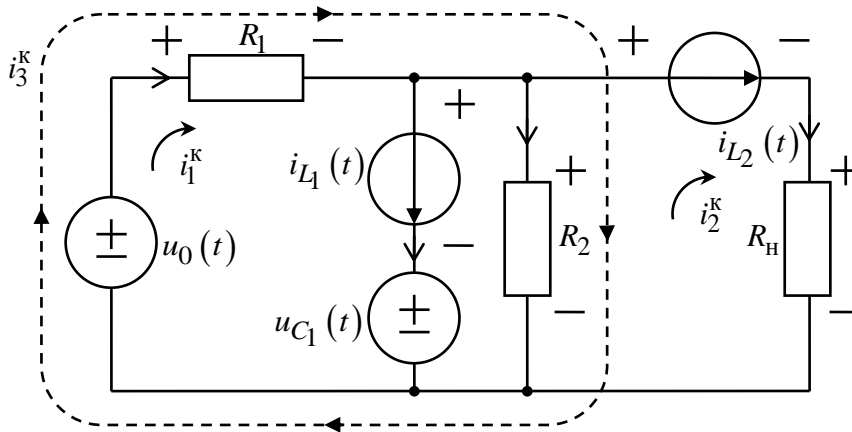 i₃ᵏ
+ R₁ −
+ −
i₁ᵏ
+
i_{L₁}(t)
i_{L₂}(t)
± u₀(t)
−
+ R₂ −
i₂ᵏ
+ R_н −
u_{C₁}(t) ±